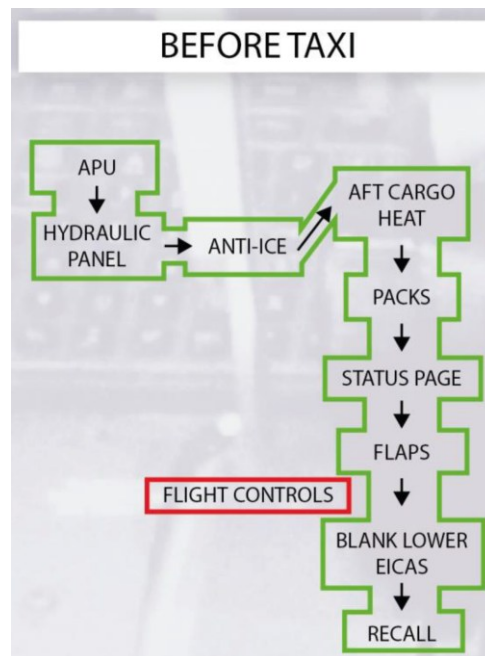 BEFORE TAXI
APU
HYDRAULIC
PANEL
ANTI-ICE
AFT CARGO
HEAT
PACKS
STATUS PAGE
FLAPS
FLIGHT CONTROLS
BLANK LOWER
EICAS
RECALL